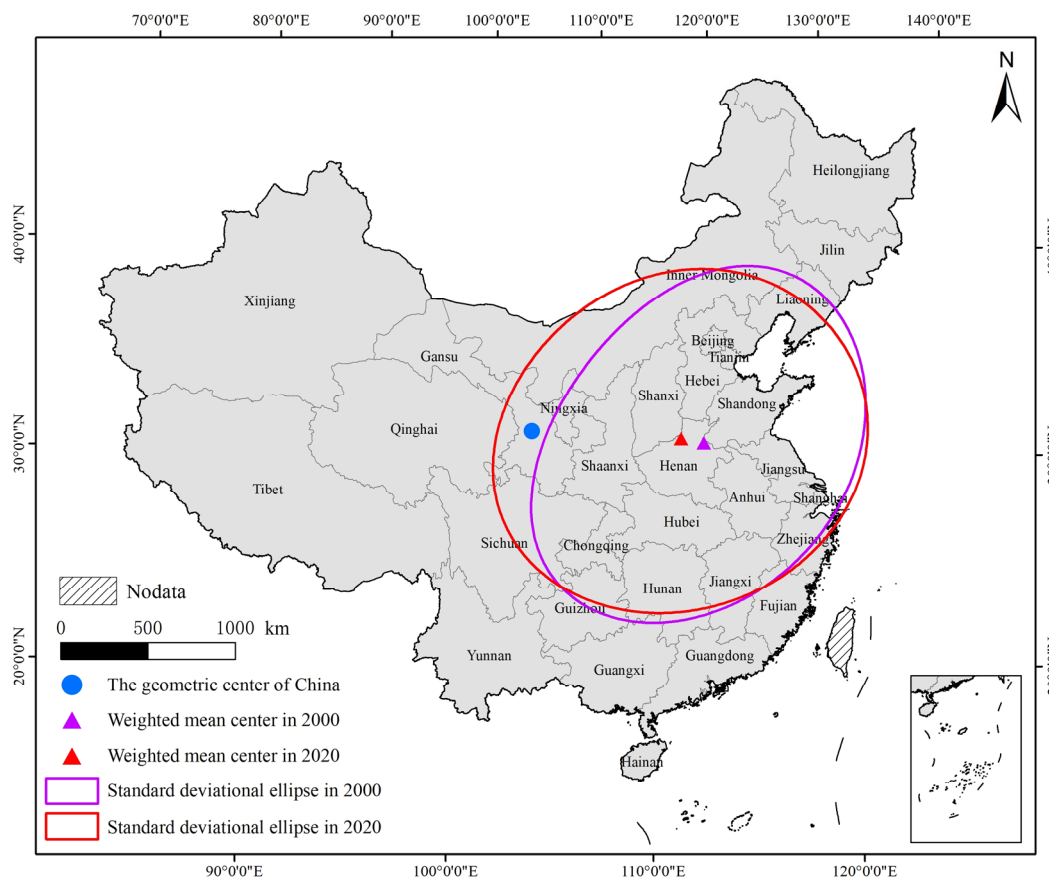 70°0'0"E 80°0'0"E 90°0'0"E 100°0'0"E 110°0'0"E 120°0'0"E 130°0'0"E 140°0'0"E
N
Heilongjiang
Jilin
40°0'0"N
Inner Mongolia
Liaoning
Xinjiang
Beijing
Tianjin
Gansu
Hebei
Shanxi
Shandong
Ningxia
Qinghai
30°0'0"N
Shaanxi
Henan
Jiangsu
Tibet
Anhui
Shanghai
Hubei
Zhejiang
Sichuan
Chongqing
Hunan
Jiangxi
Guizhou
Fujian
Nodata
0 500 1000 km
20°0'0"N
Yunnan
Guangxi
Guangdong
Hainan
The geometric center of China
Weighted mean center in 2000
Weighted mean center in 2020
Standard deviational ellipse in 2000
Standard deviational ellipse in 2020
90°0'0"E 100°0'0"E 110°0'0"E 120°0'0"E